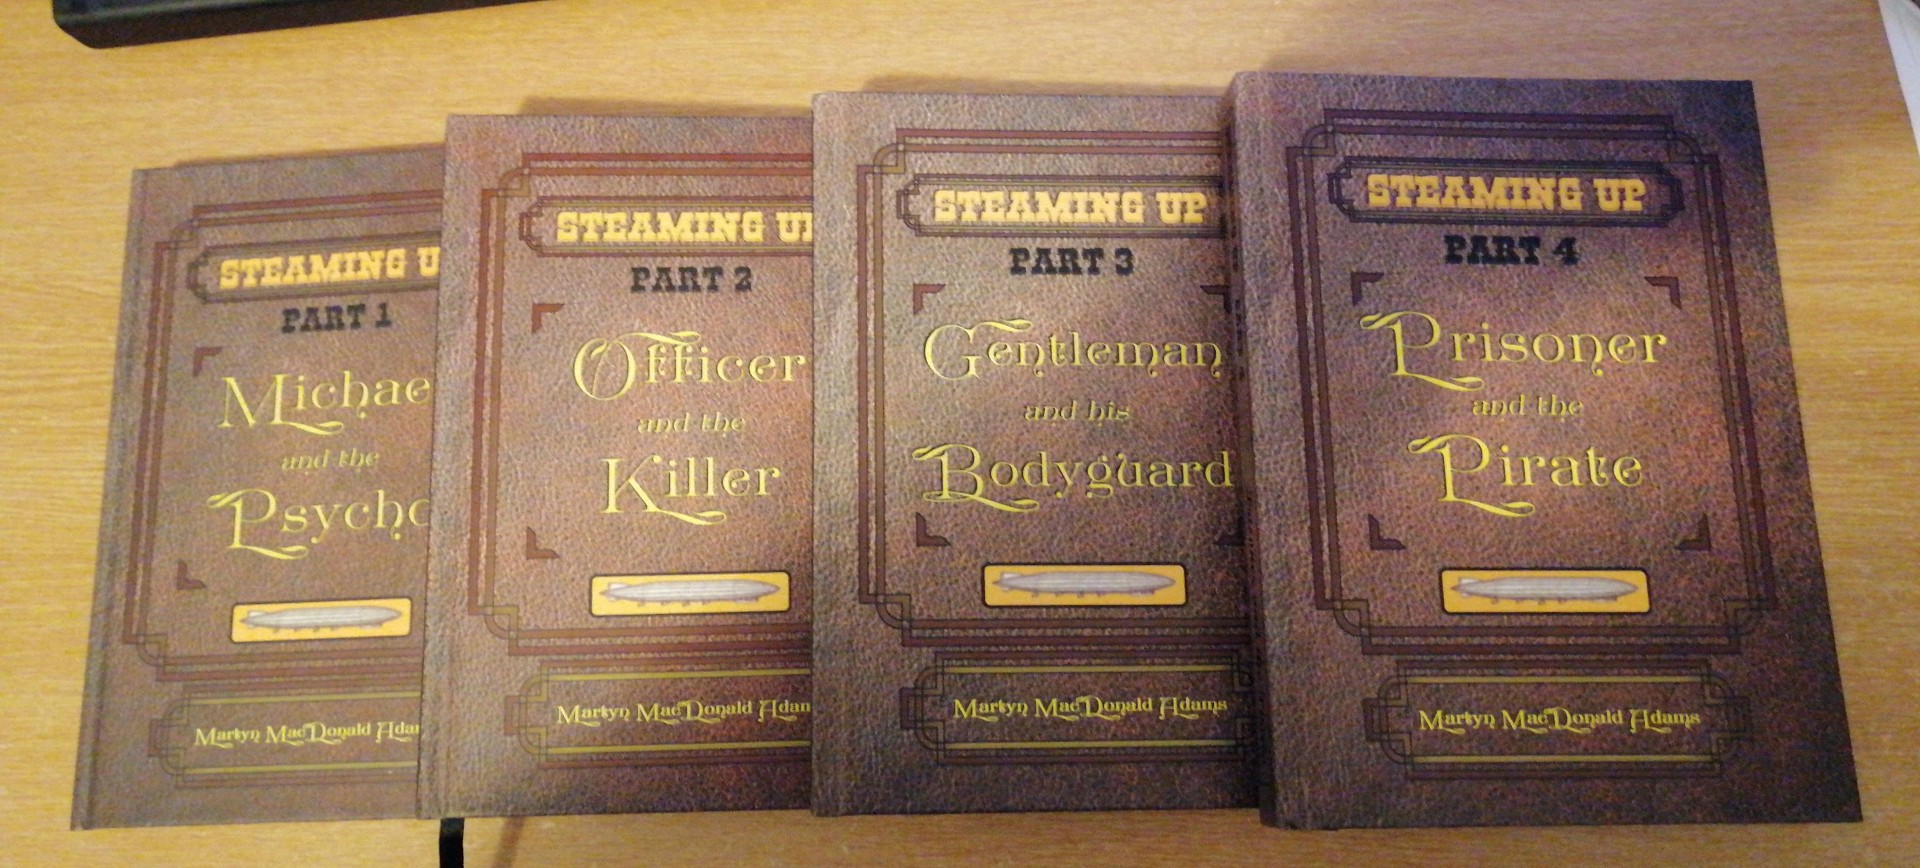 STEAMING U
PART 1
Michae
and the
Psycho
Martyn MacDonald Adam
STEAMING UP
PART 2
Officer
and the
Killer
Martyn MacDonald Adam
STEAMING UP
PART 3
Gentleman
and his
Bodyguard
Martyn MacDonald Adams
STEAMING UP
PART 4
Prisoner
and the
Pirate
Martyn MacDonald Adams